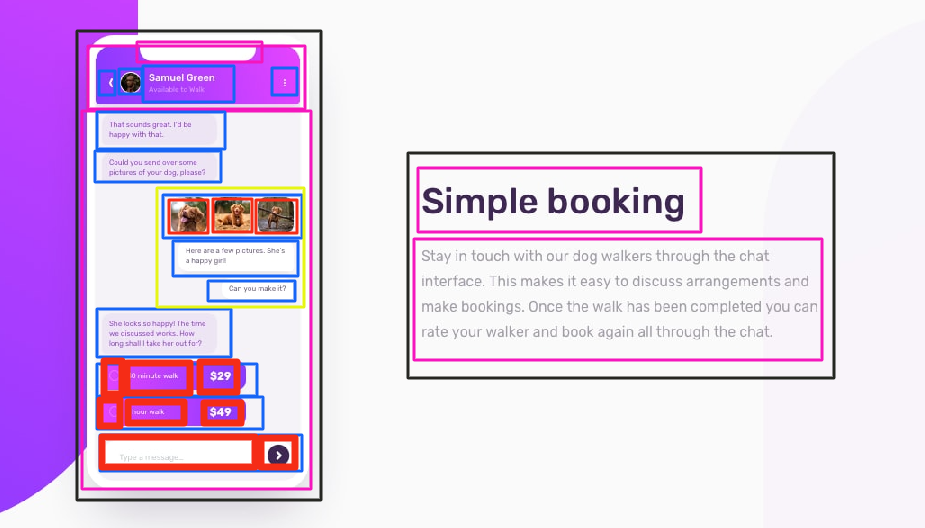 Samuel Green
Available to Walk
That sounds great. I'd be
happy with that.
Could you send over some
pictures of your dog, please?
Here are a few pictures. She's
a happy girl!
Can you make it?
She looks so happy! The time
we discussed works. How
long shall I take her out for?
minute walk
$29
hour walk
$49
Type a message...
Simple booking
Stay in touch with our dog walkers through the chat
interface. This makes it easy to discuss arrangements and
make bookings. Once the walk has been completed you can
rate your walker and book again all through the chat.